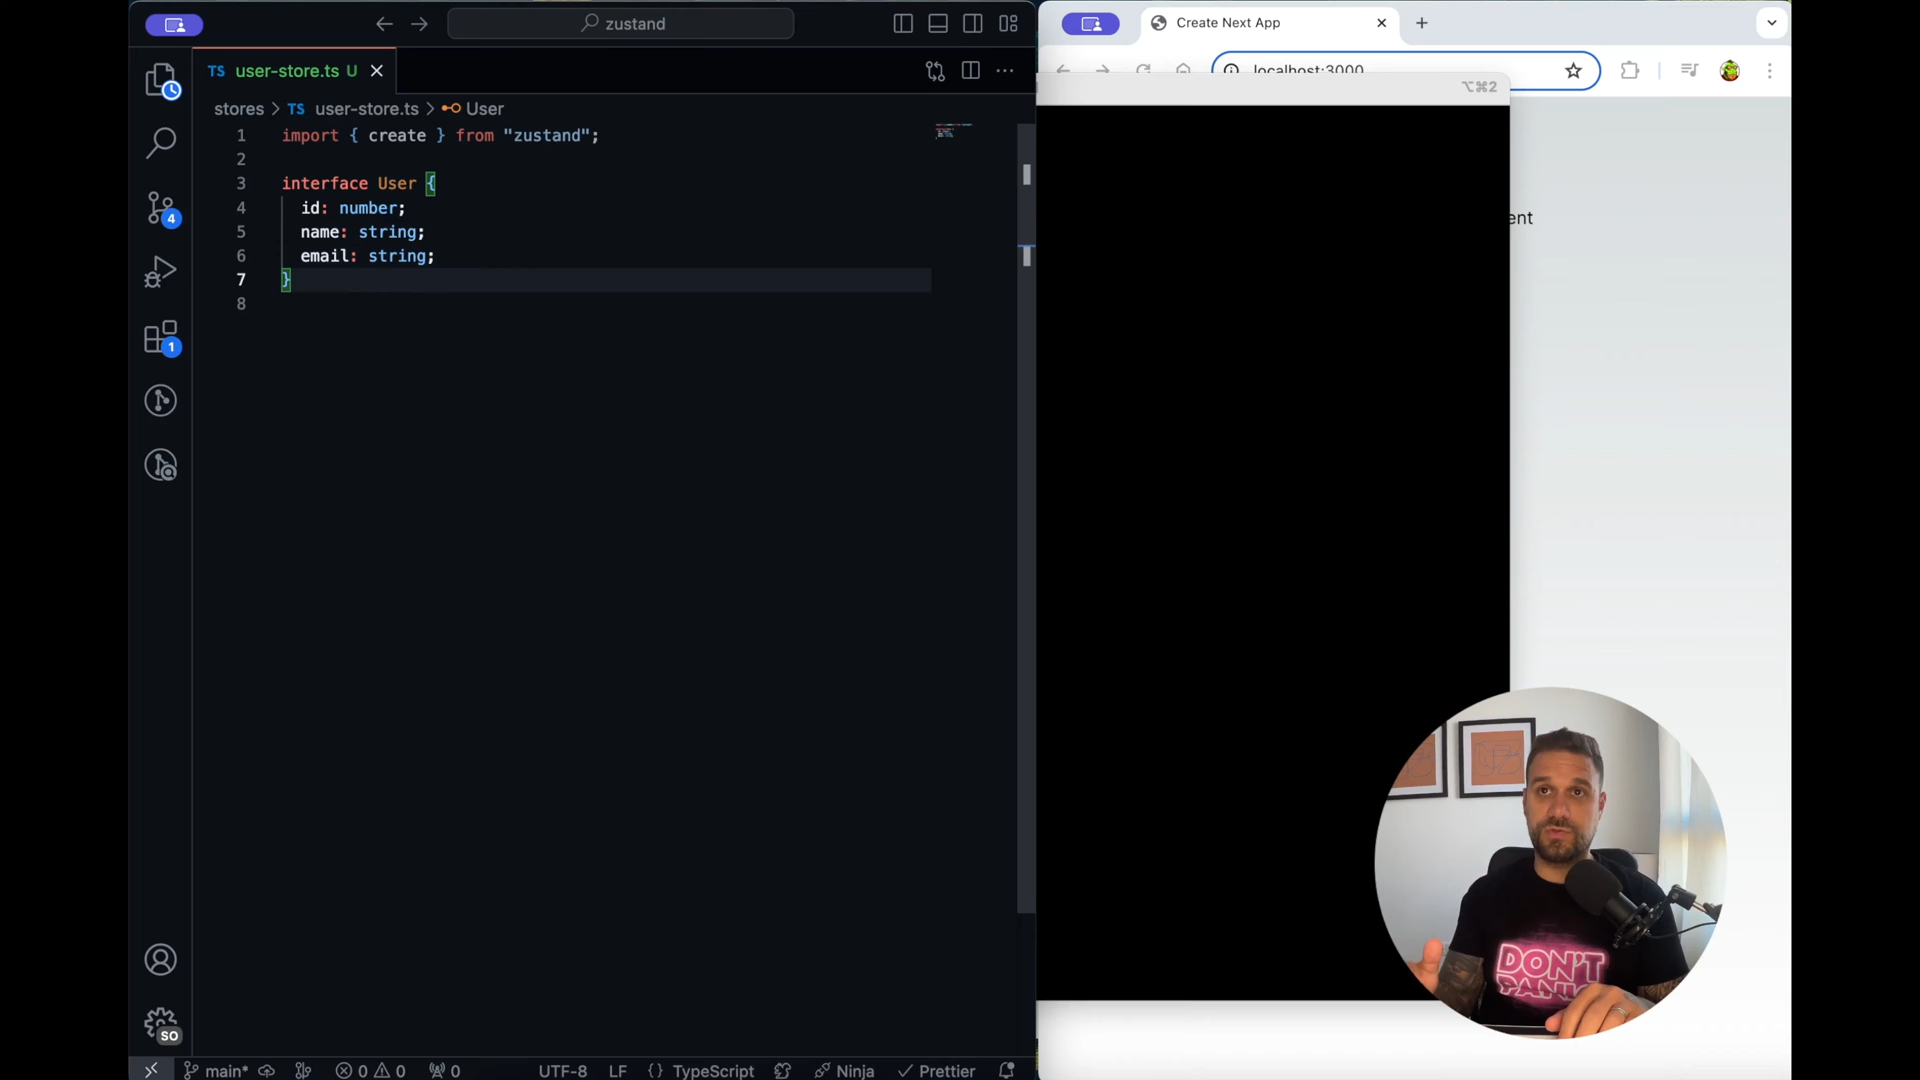 zustand
TS user-store.ts U
stores > TS user-store.ts > User
1 import { create } from "zustand";
2
3 interface User {
4 id: number;
5 name: string;
6 email: string;
7 }
8
4
1
SO
main*
0 0
0
UTF-8
LF
{} TypeScript
Ninja
Prettier
Create Next App
localhost:3000
⌥⌘2
ent
DON'T
PANIC